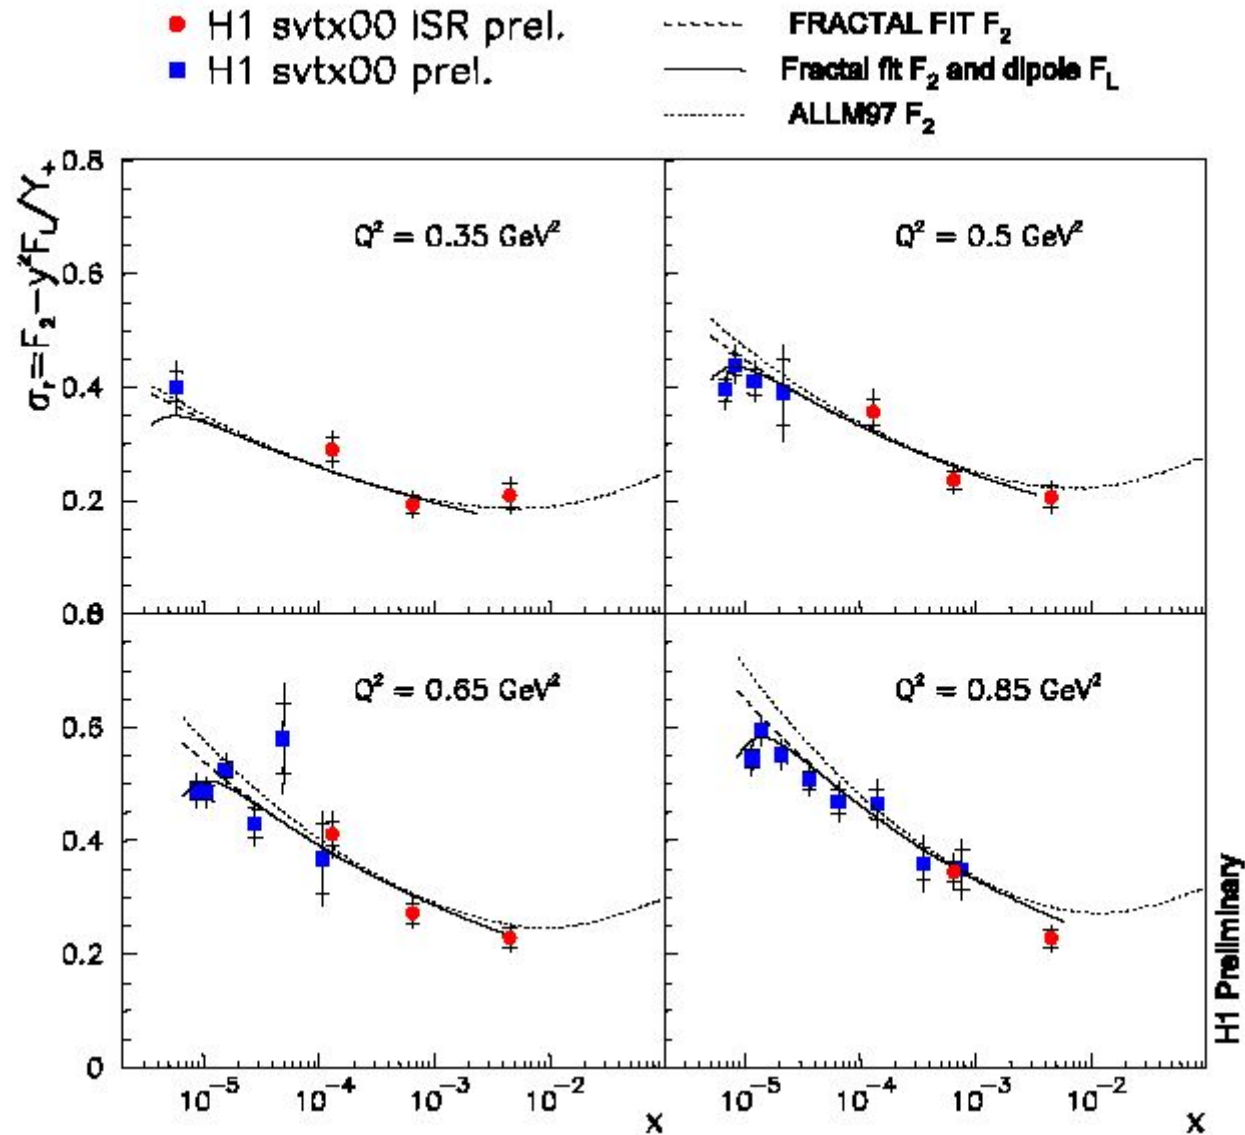 H1 svtx00 ISR prel.
H1 svtx00 prel.
FRACTAL FIT F₂
Fractal fit F₂ and dipole F_L
ALLM97 F₂
σᵣ=F₂−y²F_L/Y₊
0.8
0.6
0.4
0.2
0.8
0.6
0.4
0.2
0
Q² = 0.35 GeV²
Q² = 0.5 GeV²
Q² = 0.65 GeV²
Q² = 0.85 GeV²
10⁻⁵ 10⁻⁴ 10⁻³ 10⁻² 10⁻⁵ 10⁻⁴ 10⁻³ 10⁻²
x x
H1 Preliminary